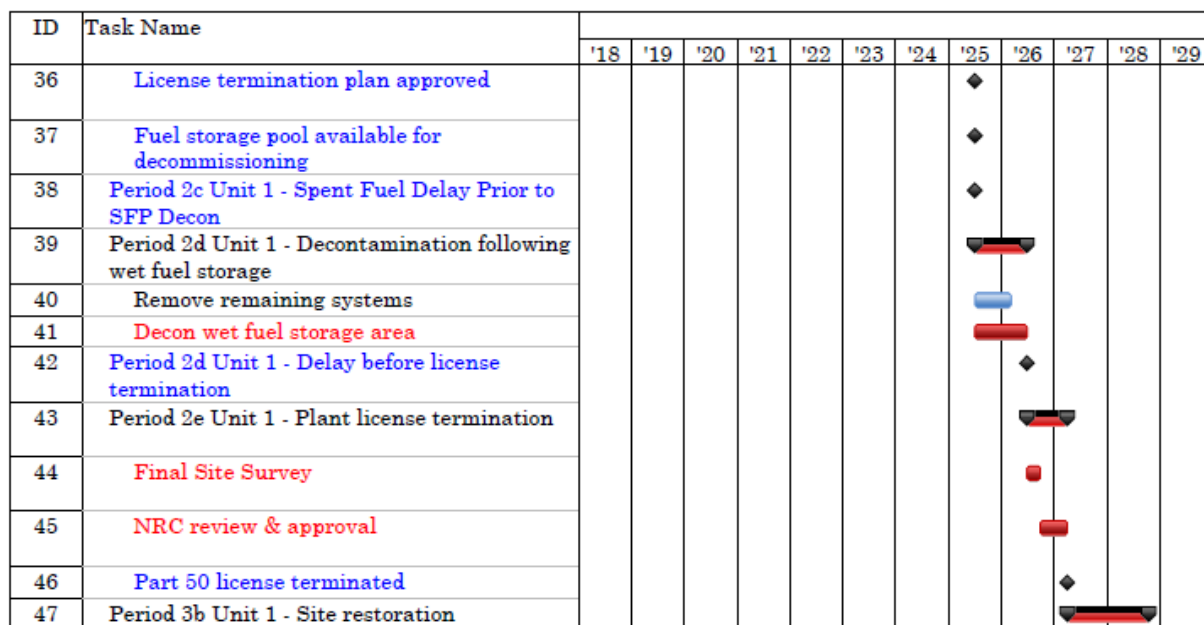 ID Task Name
'18 '19 '20 '21 '22 '23 '24 '25 '26 '27 '28 '29
36 License termination plan approved
37 Fuel storage pool available for
decommissioning
38 Period 2c Unit 1 - Spent Fuel Delay Prior to
SFP Decon
39 Period 2d Unit 1 - Decontamination following
wet fuel storage
40 Remove remaining systems
41 Decon wet fuel storage area
42 Period 2d Unit 1 - Delay before license
termination
43 Period 2e Unit 1 - Plant license termination
44 Final Site Survey
45 NRC review & approval
46 Part 50 license terminated
47 Period 3b Unit 1 - Site restoration